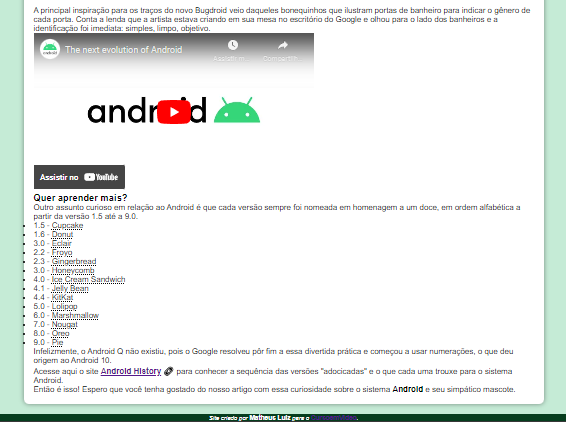 A principal inspiração para os traços do novo Bugdroid veio daqueles bonequinhos que ilustram portas de banheiro para indicar o gênero de
cada porta. Conta a lenda que a artista estava criando em sua mesa no escritório do Google e olhou para o lado dos banheiros e a
identificação foi imediata: simples, limpo, objetivo.
The next evolution of Android
android
Assistir no YouTube
Quer aprender mais?
Outro assunto curioso em relação ao Android é que cada versão sempre foi nomeada em homenagem a um doce, em ordem alfabética a
partir da versão 1.5 até a 9.0.
1.5 - Cupcake
1.6 - Donut
3.0 - Eclair
2.2 - Froyo
2.3 - Gingerbread
3.0 - Honeycomb
4.0 - Ice Cream Sandwich
4.1 - Jelly Bean
4.4 - KitKat
5.0 - Lolipop
6.0 - Marshmallow
7.0 - Nougat
8.0 - Oreo
9.0 - Pie
Infelizmente, o Android Q não existiu, pois o Google resolveu pôr fim a essa divertida prática e começou a usar numerações, o que deu
origem ao Android 10.
Acesse aqui o site Android History para conhecer a sequência das versões "adocicadas" e o que cada uma trouxe para o sistema
Android.
Então é isso! Espero que você tenha gostado do nosso artigo com essa curiosidade sobre o sistema Android e seu simpático mascote.
Site criado por Matheus Luiz para o